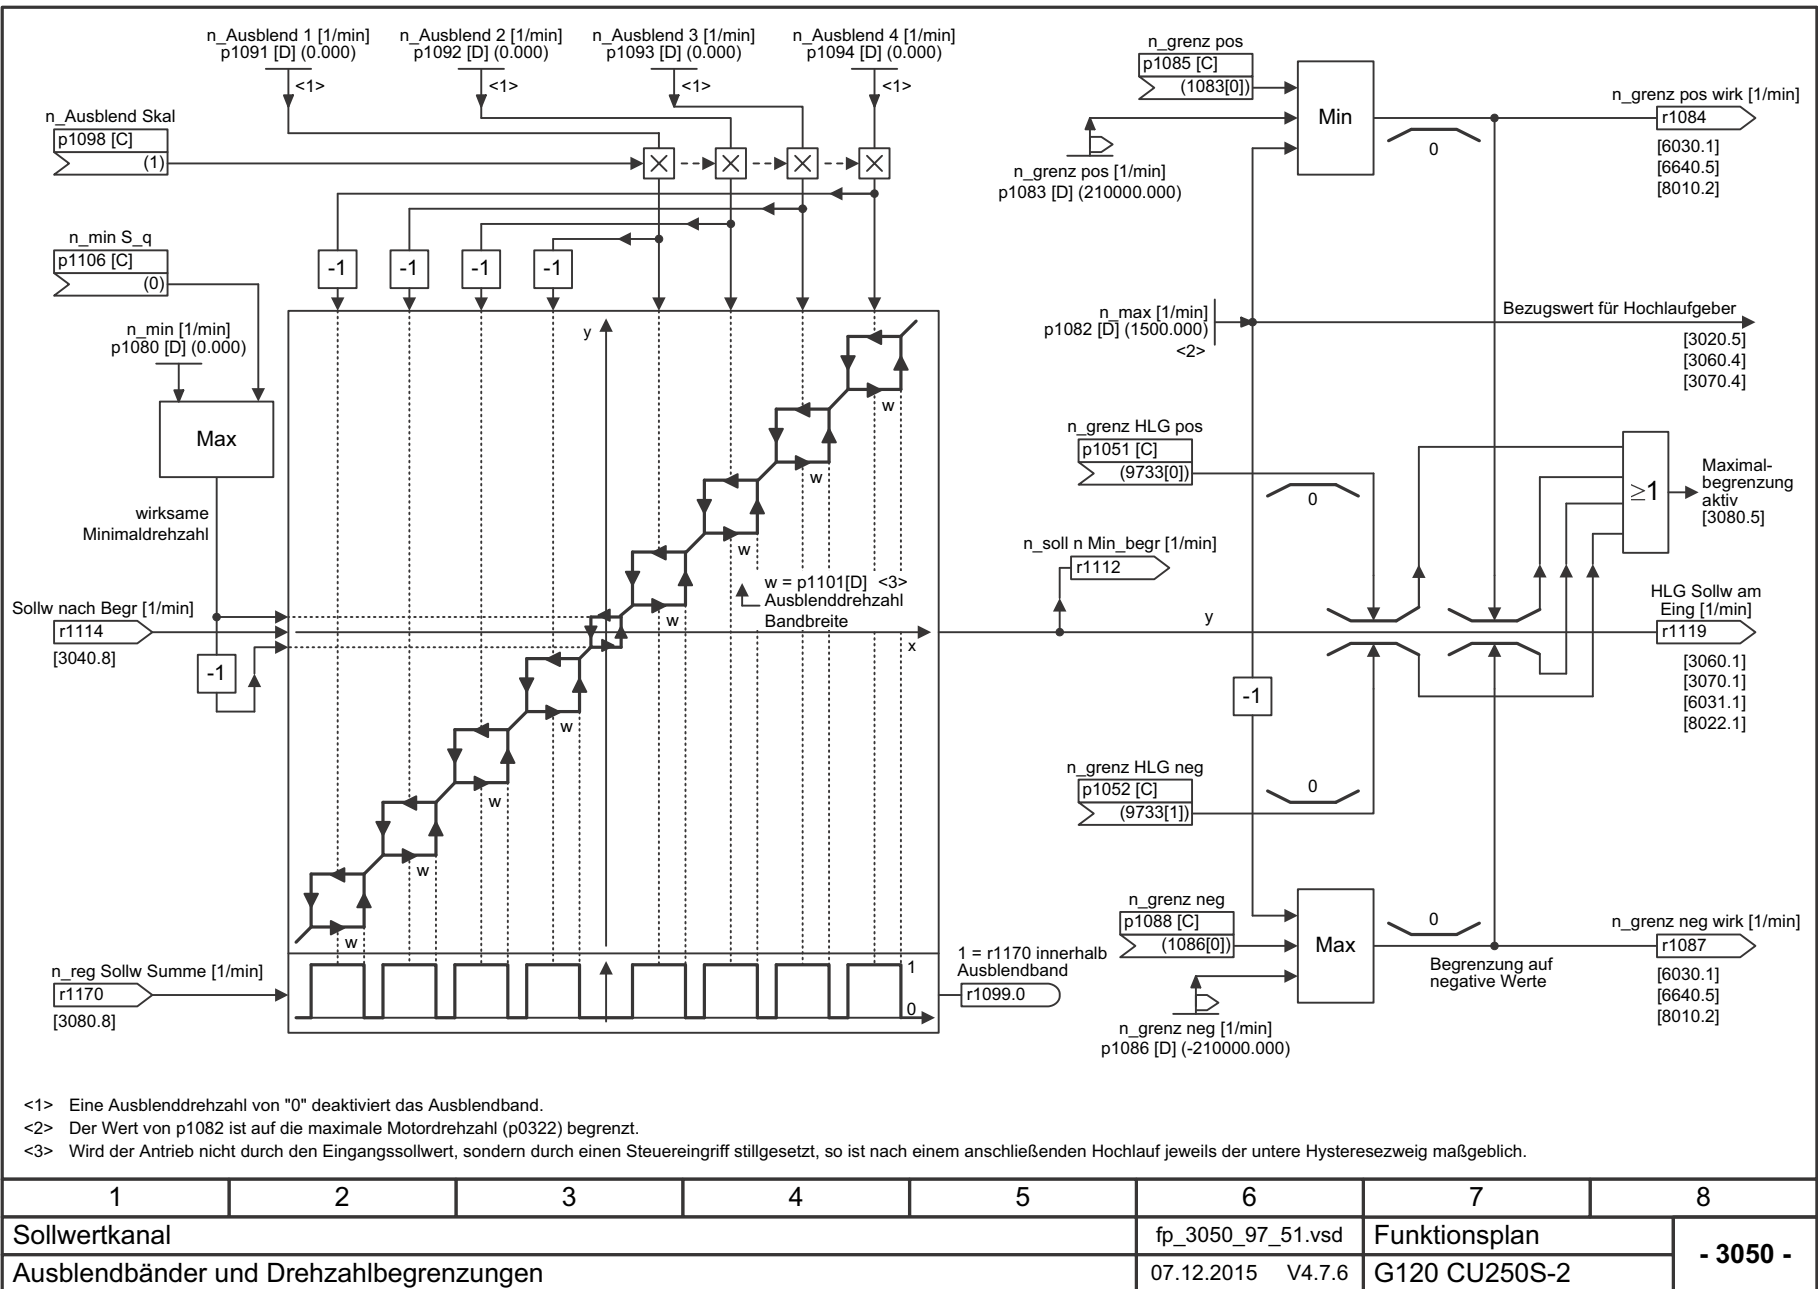 n_Ausblend 1 [1/min]
p1091 [D] (0.000)
<1>
n_Ausblend 2 [1/min]
p1092 [D] (0.000)
<1>
n_Ausblend 3 [1/min]
p1093 [D] (0.000)
<1>
n_Ausblend 4 [1/min]
p1094 [D] (0.000)
<1>
n_Ausblend Skal
p1098 [C]
(1)
n_min S_q
p1106 [C]
(0)
-1
-1
-1
-1
n_min [1/min]
p1080 [D] (0.000)
Max
wirksame
Minimaldrehzahl
Sollw nach Begr [1/min]
r1114
[3040.8]
-1
y
x
w
w
w
w
w
w
w
w
w = p1101[D] <3>
Ausblenddrehzahl
Bandbreite
n_reg Sollw Summe [1/min]
r1170
[3080.8]
1
0
1 = r1170 innerhalb
Ausblendband
r1099.0
n_grenz pos
p1085 [C]
(1083[0])
n_grenz pos [1/min]
p1083 [D] (210000.000)
Min
0
n_grenz pos wirk [1/min]
r1084
[6030.1]
[6640.5]
[8010.2]
n_max [1/min]
p1082 [D] (1500.000)
<2>
Bezugswert für Hochlaufgeber
[3020.5]
[3060.4]
[3070.4]
n_grenz HLG pos
p1051 [C]
(9733[0])
0
≥1
Maximal-
begrenzung
aktiv
[3080.5]
n_soll n Min_begr [1/min]
r1112
y
HLG Sollw am
Eing [1/min]
r1119
[3060.1]
[3070.1]
[6031.1]
[8022.1]
-1
n_grenz HLG neg
p1052 [C]
(9733[1])
0
n_grenz neg
p1088 [C]
(1086[0])
n_grenz neg [1/min]
p1086 [D] (-210000.000)
Max
0
Begrenzung auf
negative Werte
n_grenz neg wirk [1/min]
r1087
[6030.1]
[6640.5]
[8010.2]
<1> Eine Ausblenddrehzahl von "0" deaktiviert das Ausblendband.
<2> Der Wert von p1082 ist auf die maximale Motordrehzahl (p0322) begrenzt.
<3> Wird der Antrieb nicht durch den Eingangssollwert, sondern durch einen Steuereingriff stillgesetzt, so ist nach einem anschließenden Hochlauf jeweils der untere Hysteresezweig maßgeblich.
1 2 3 4 5 6 7 8
Sollwertkanal
fp_3050_97_51.vsd
Funktionsplan
- 3050 -
Ausblendbänder und Drehzahlbegrenzungen
07.12.2015 V4.7.6
G120 CU250S-2